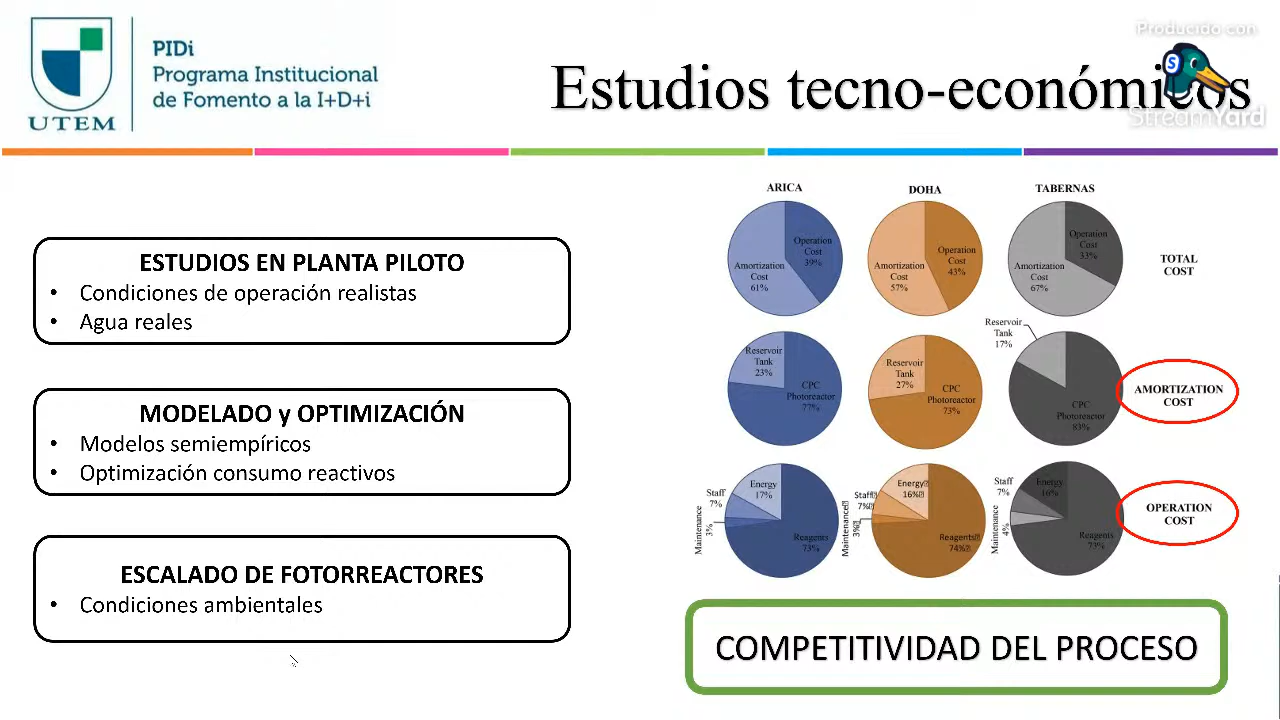 PIDi
Programa Institucional
de Fomento a la I+D+i
UTEM
Estudios tecno-económicos
Producido con
S
StreamYard
ESTUDIOS EN PLANTA PILOTO
• Condiciones de operación realistas
• Agua reales
MODELADO y OPTIMIZACIÓN
• Modelos semiempíricos
• Optimización consumo reactivos
ESCALADO DE FOTORREACTORES
• Condiciones ambientales
ARICA
DOHA
TABERNAS
Operation
Cost
39%
Amortization
Cost
61%
Operation
Cost
43%
Amortization
Cost
57%
Operation
Cost
33%
Amortization
Cost
67%
TOTAL
COST
Reservoir
Tank
23%
CPC
Photoreactor
77%
Reservoir
Tank
27%
CPC
Photoreactor
73%
Reservoir
Tank
17%
CPC
Photoreactor
83%
AMORTIZATION
COST
Energy
17%
Staff
7%
Maintenance
3%
Reagents
73%
Energy
16%
Staff
7%
Maintenance
3%
Reagents
74%
Energy
16%
Staff
7%
Maintenance
4%
Reagents
73%
OPERATION
COST
COMPETITIVIDAD DEL PROCESO